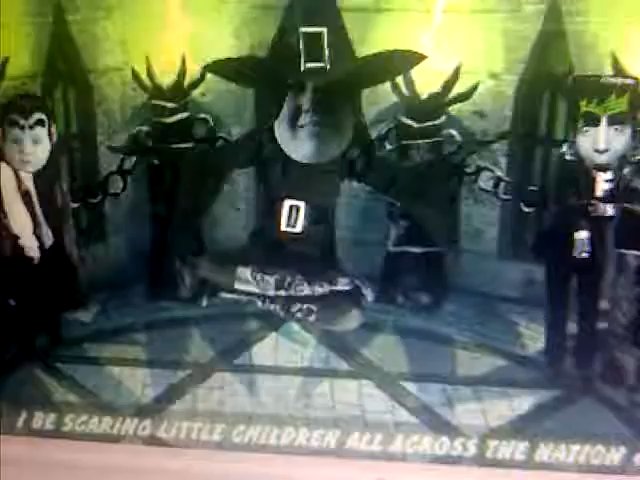 I BE SCARING LITTLE CHILDREN ALL ACROSS THE NATION